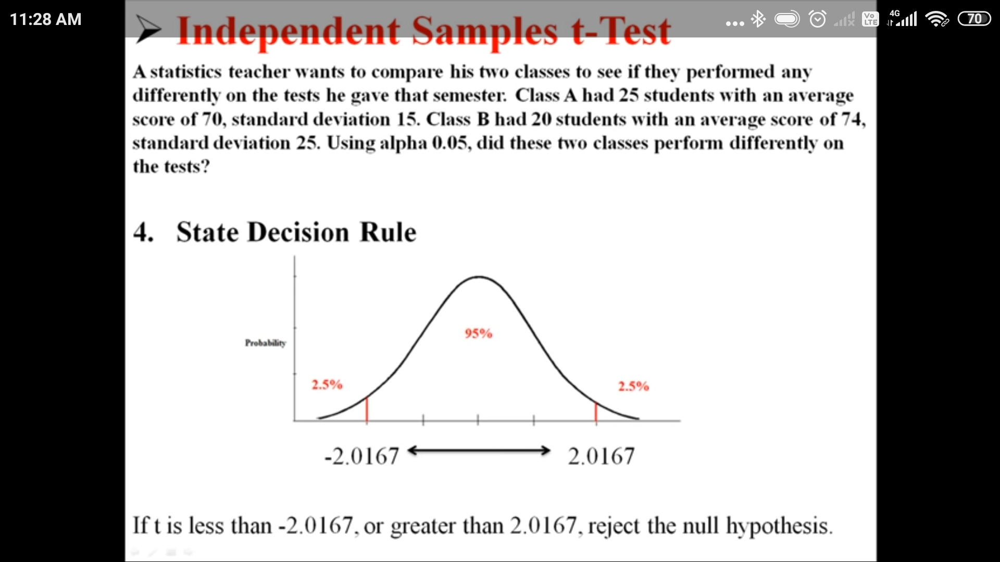 11:28 AM
... Vo LTE 4G 70
➢ Independent Samples t-Test
A statistics teacher wants to compare his two classes to see if they performed any
differently on the tests he gave that semester. Class A had 25 students with an average
score of 70, standard deviation 15. Class B had 20 students with an average score of 74,
standard deviation 25. Using alpha 0.05, did these two classes perform differently on
the tests?
4. State Decision Rule
95%
Probability
2.5%
2.5%
-2.0167
2.0167
If t is less than -2.0167, or greater than 2.0167, reject the null hypothesis.